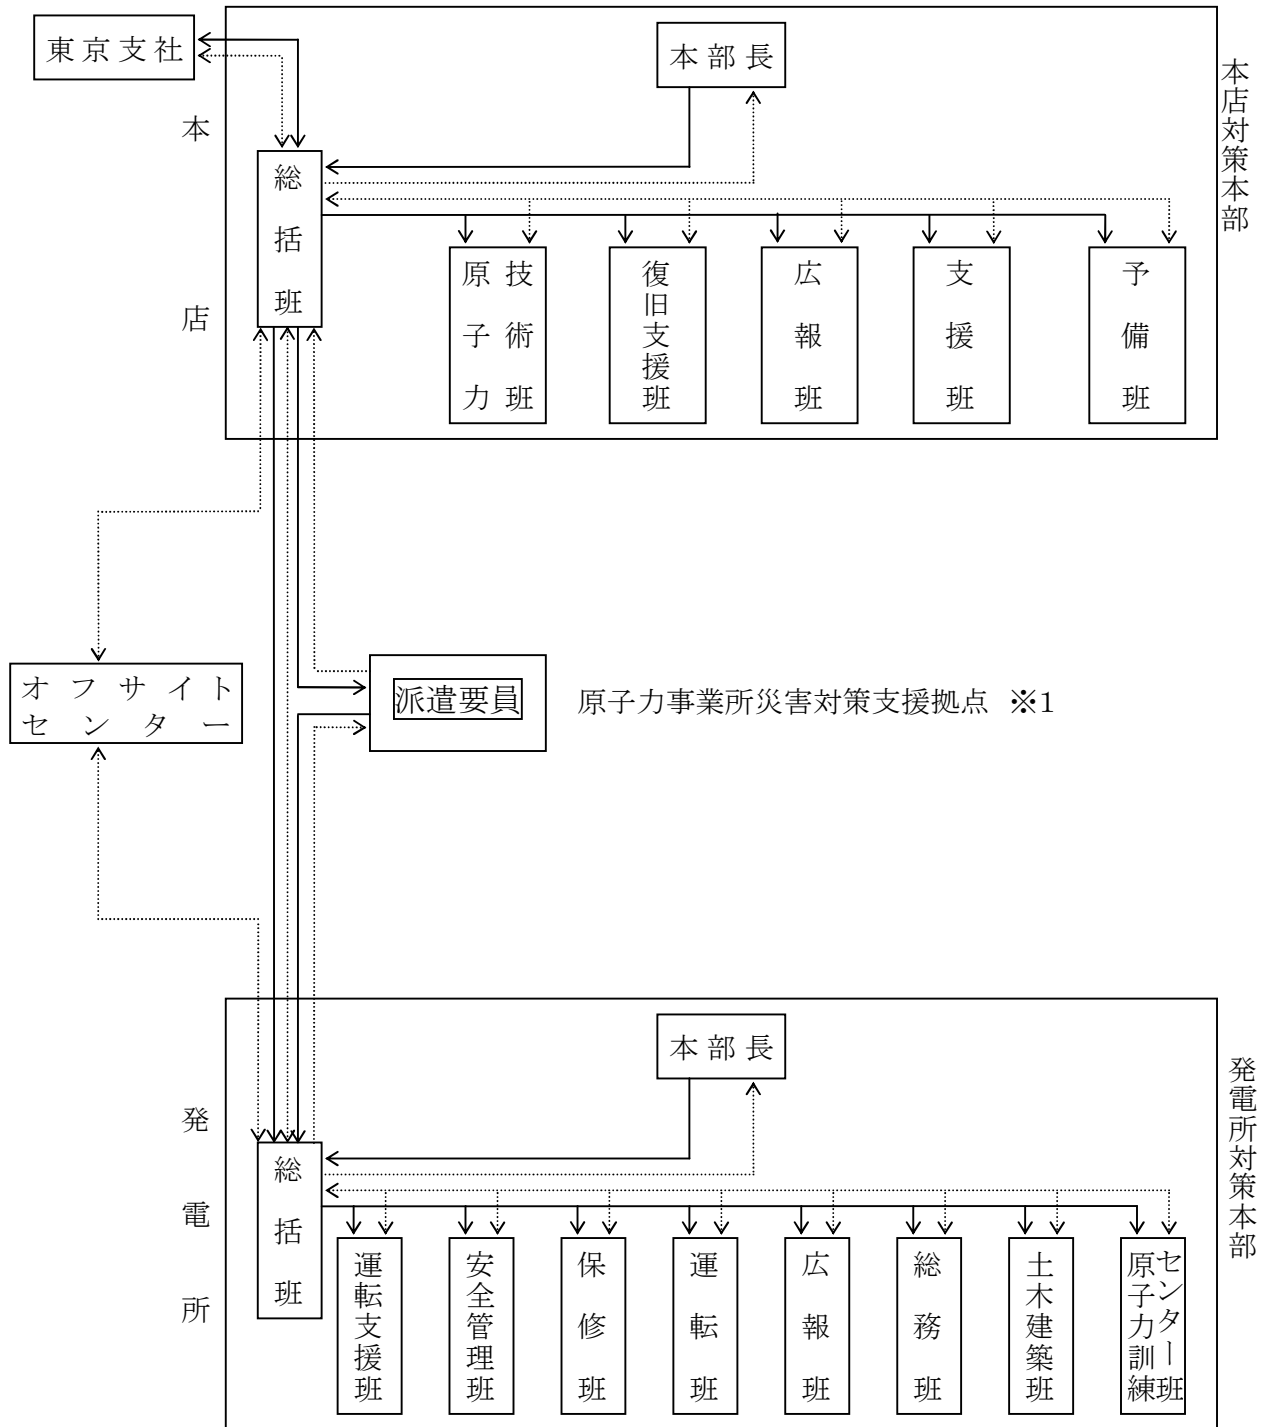 東京支社
本部長
本店対策本部
本店
総括班
原子力技術班
復旧支援班
広報班
支援班
予備班
オフサイト
センター
派遣要員
原子力事業所災害対策支援拠点 ※1
本部長
発電所対策本部
発電所
総括班
運転支援班
安全管理班
保修班
運転班
広報班
総務班
土木建築班
原子力訓練
センター班